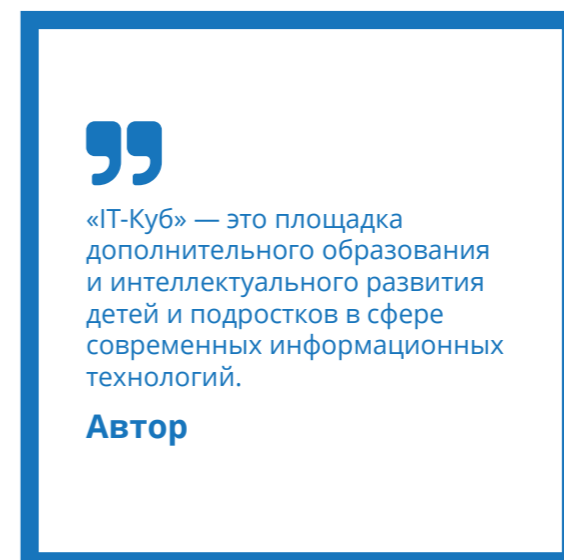 «IT-Куб» — это площадка
дополнительного образования
и интеллектуального развития
детей и подростков в сфере
современных информационных
технологий.
Автор